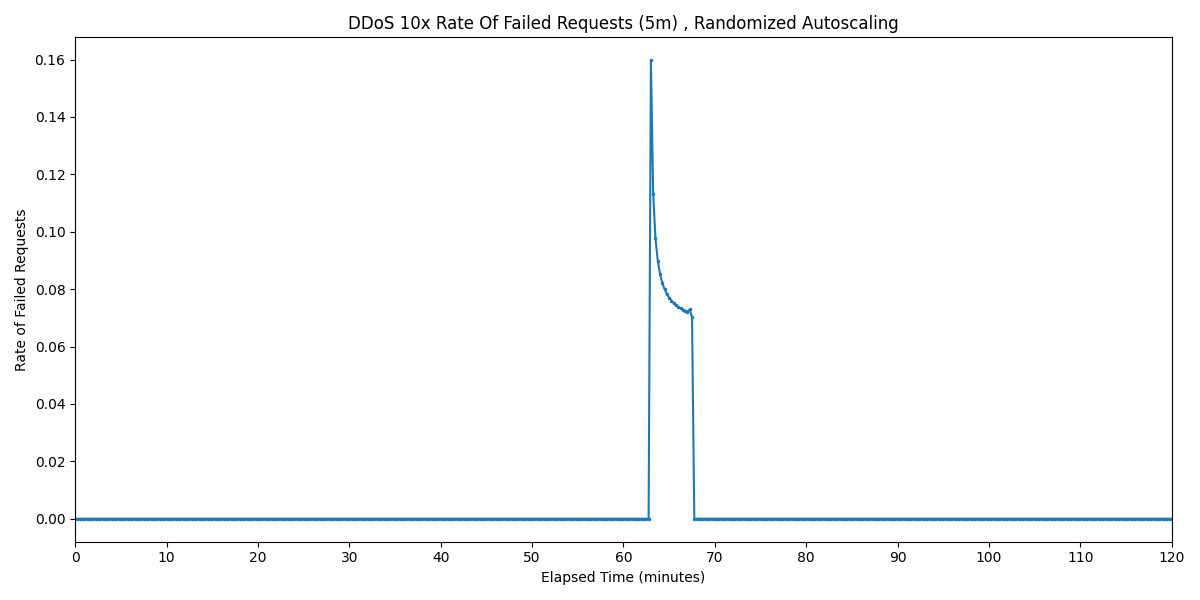 DDoS 10x Rate Of Failed Requests (5m) , Randomized Autoscaling
0.16
0.14
0.12
0.10
0.08
0.06
0.04
0.02
0.00
Rate of Failed Requests
0 10 20 30 40 50 60 70 80 90 100 110 120
Elapsed Time (minutes)